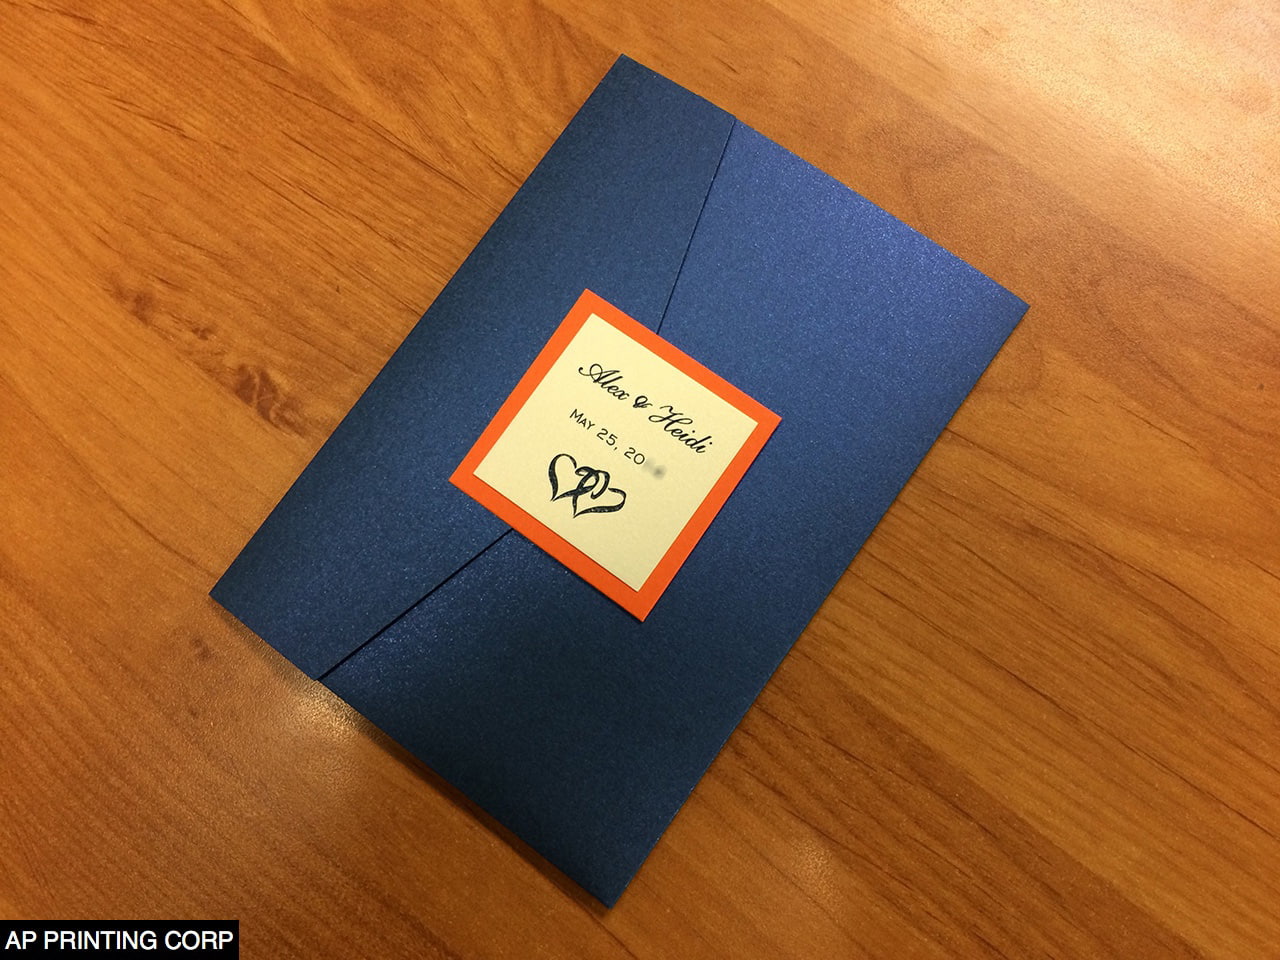 Alex & Heidi
May 25, 20
AP PRINTING CORP